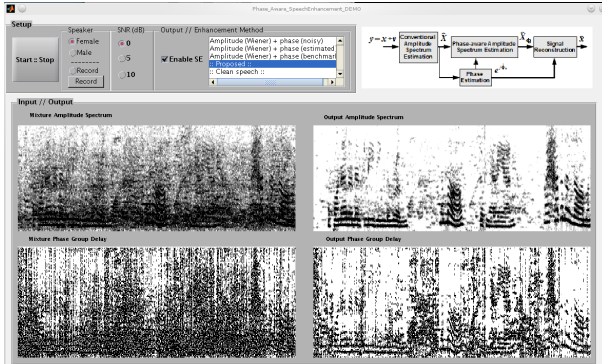 Phase_Aware_SpeechEnhancement_DEMO
Setup
Start :: Stop
Speaker
Female
Male
--------
Record
Record
SNR (dB)
0
5
10
Output // Enhancement Method
Enable SE
Amplitude (Wiener) + phase (noisy)
Amplitude (Wiener) + phase (estimated
Amplitude (Wiener) + phase (benchmar
:: Proposed ::
:: Clean speech ::
y=x+v
Conventional Amplitude Spectrum Estimation
Phase-aware Amplitude Spectrum Estimation
Signal Reconstruction
Phase Estimation
Input // Output
Mixture Amplitude Spectrum
Output Amplitude Spectrum
Mixture Phase Group Delay
Output Phase Group Delay